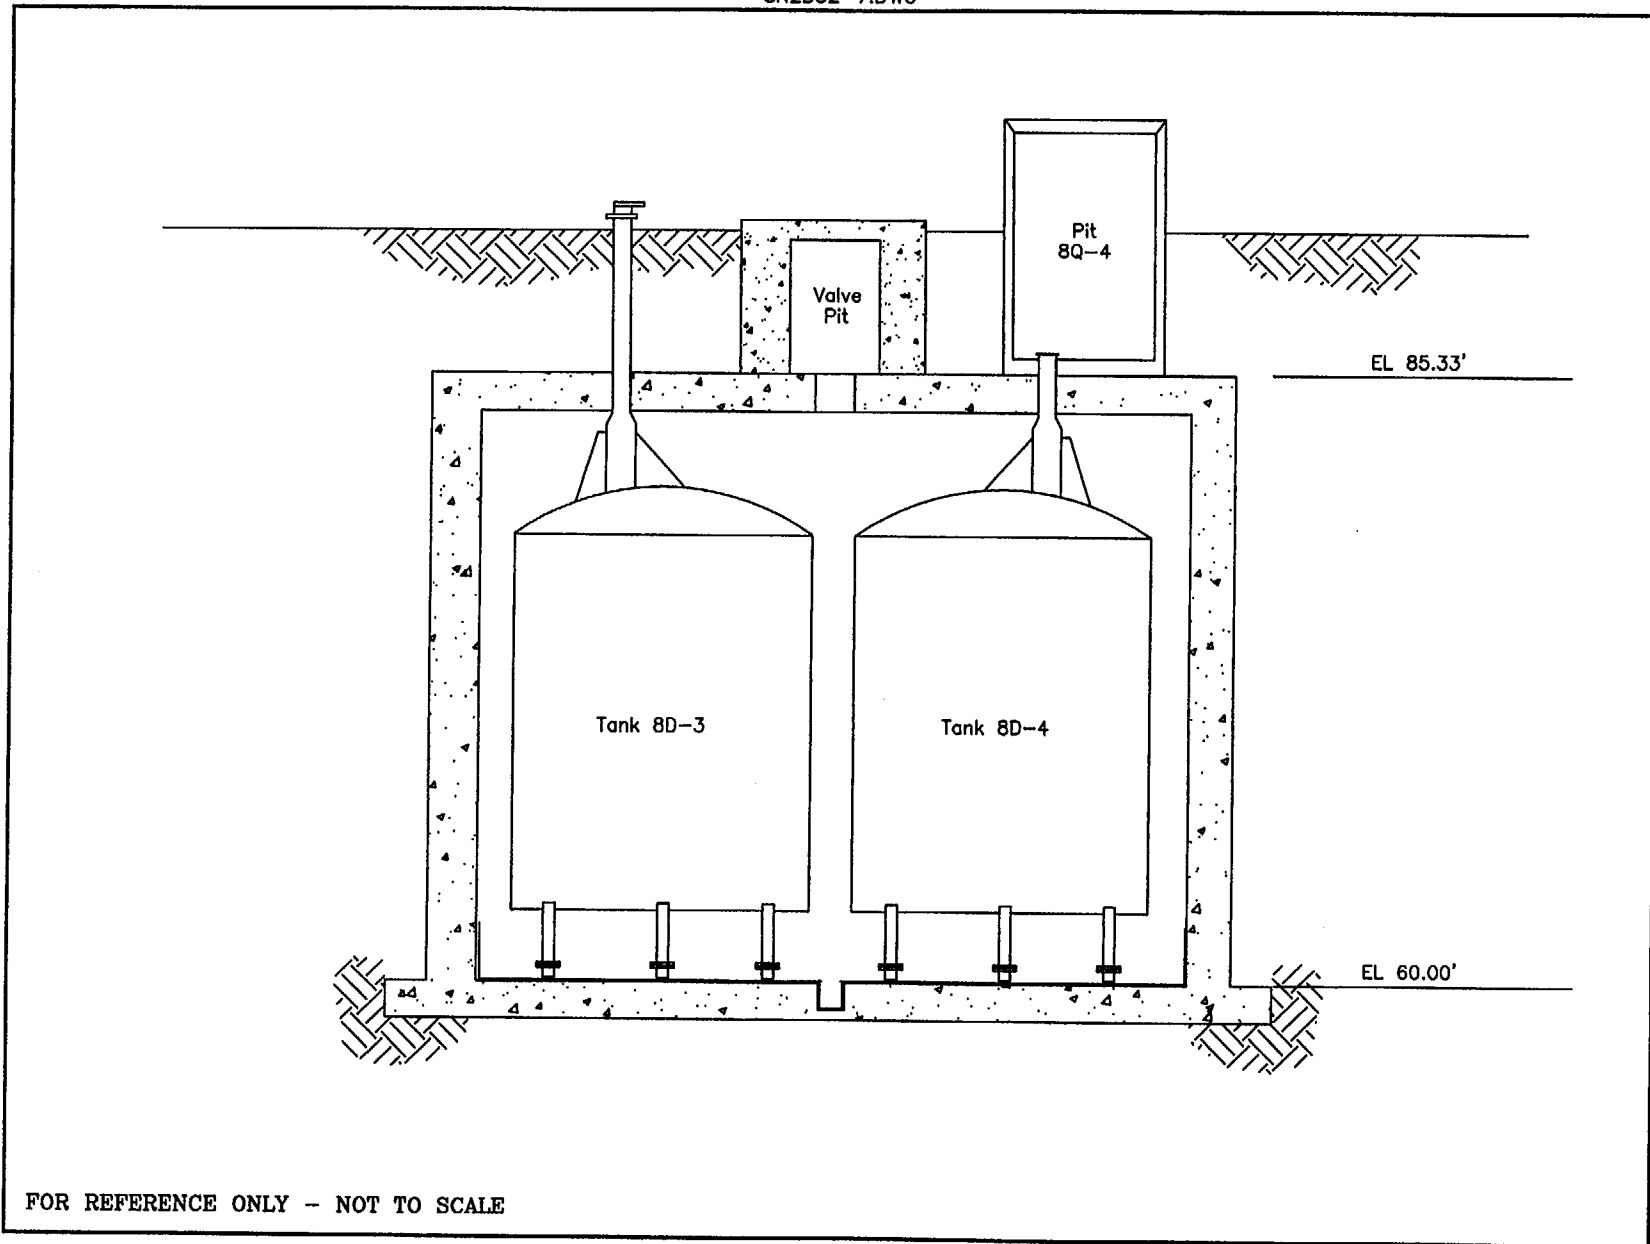 Pit
8Q-4
Valve
Pit
EL 85.33'
Tank 8D-3
Tank 8D-4
EL 60.00'
FOR REFERENCE ONLY - NOT TO SCALE